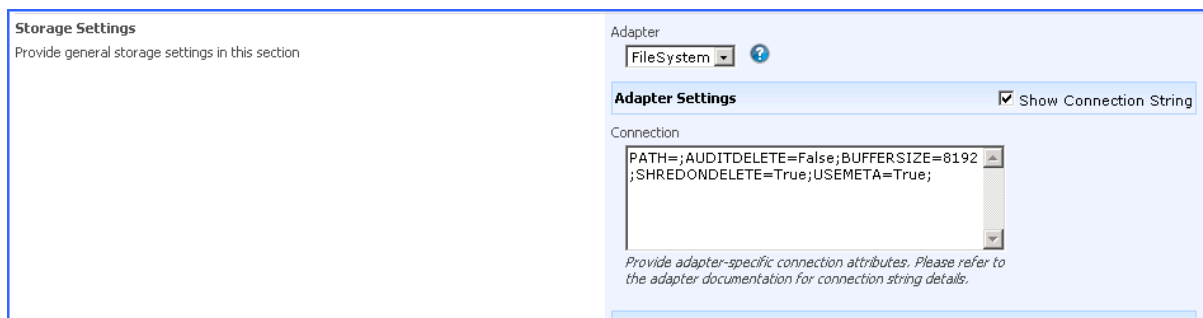 Storage Settings
Provide general storage settings in this section
Adapter
FileSystem
Adapter Settings
Show Connection String
Connection
PATH=;AUDITDELETE=False;BUFFERSIZE=8192
;SHREDONDELETE=True;USEMETA=True;
Provide adapter-specific connection attributes. Please refer to
the adapter documentation for connection string details.